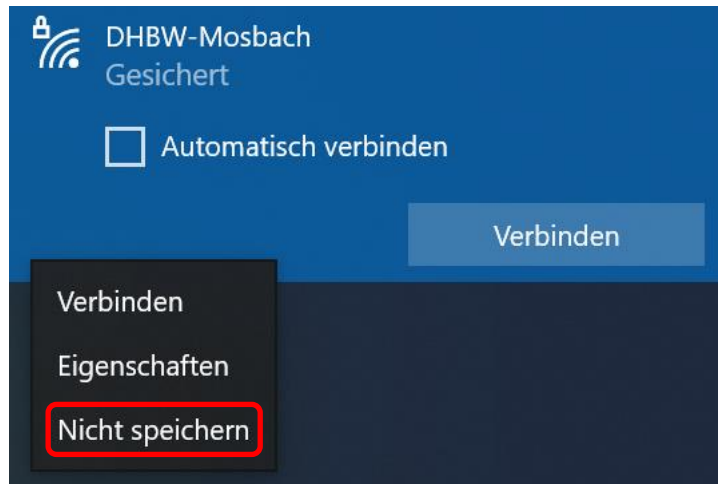 DHBW-Mosbach
Gesichert
Automatisch verbinden
Verbinden
Verbinden
Eigenschaften
Nicht speichern